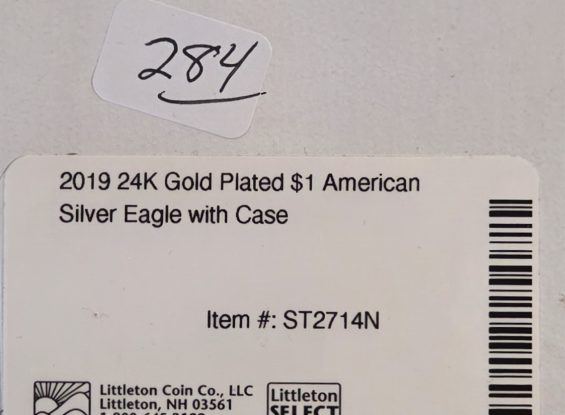 284
2019 24K Gold Plated $1 American
Silver Eagle with Case
Item #: ST2714N
Littleton Coin Co., LLC
Littleton, NH 03561
Littleton
SELECT